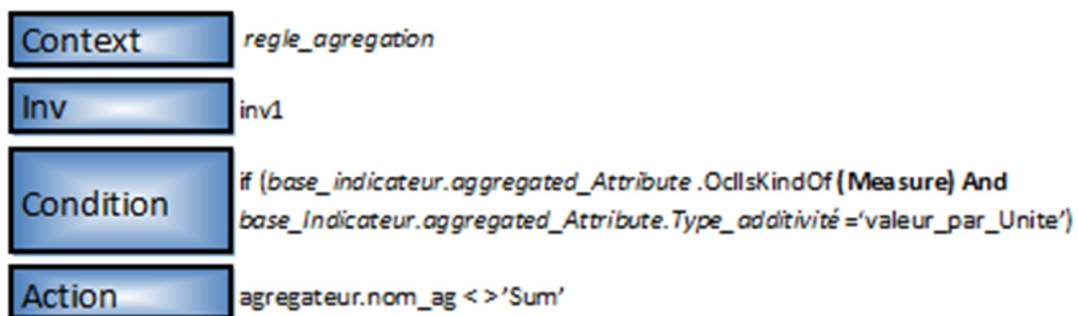 Context regle_agregation
Inv inv1
Condition
if (base_indicateur.aggregated_Attribute .OclIsKindOf (Measure) And
base_Indicateur.aggregated_Attribute.Type_additivité =‘valeur_par_Unite’)
Action agregateur.nom_ag < >’Sum’